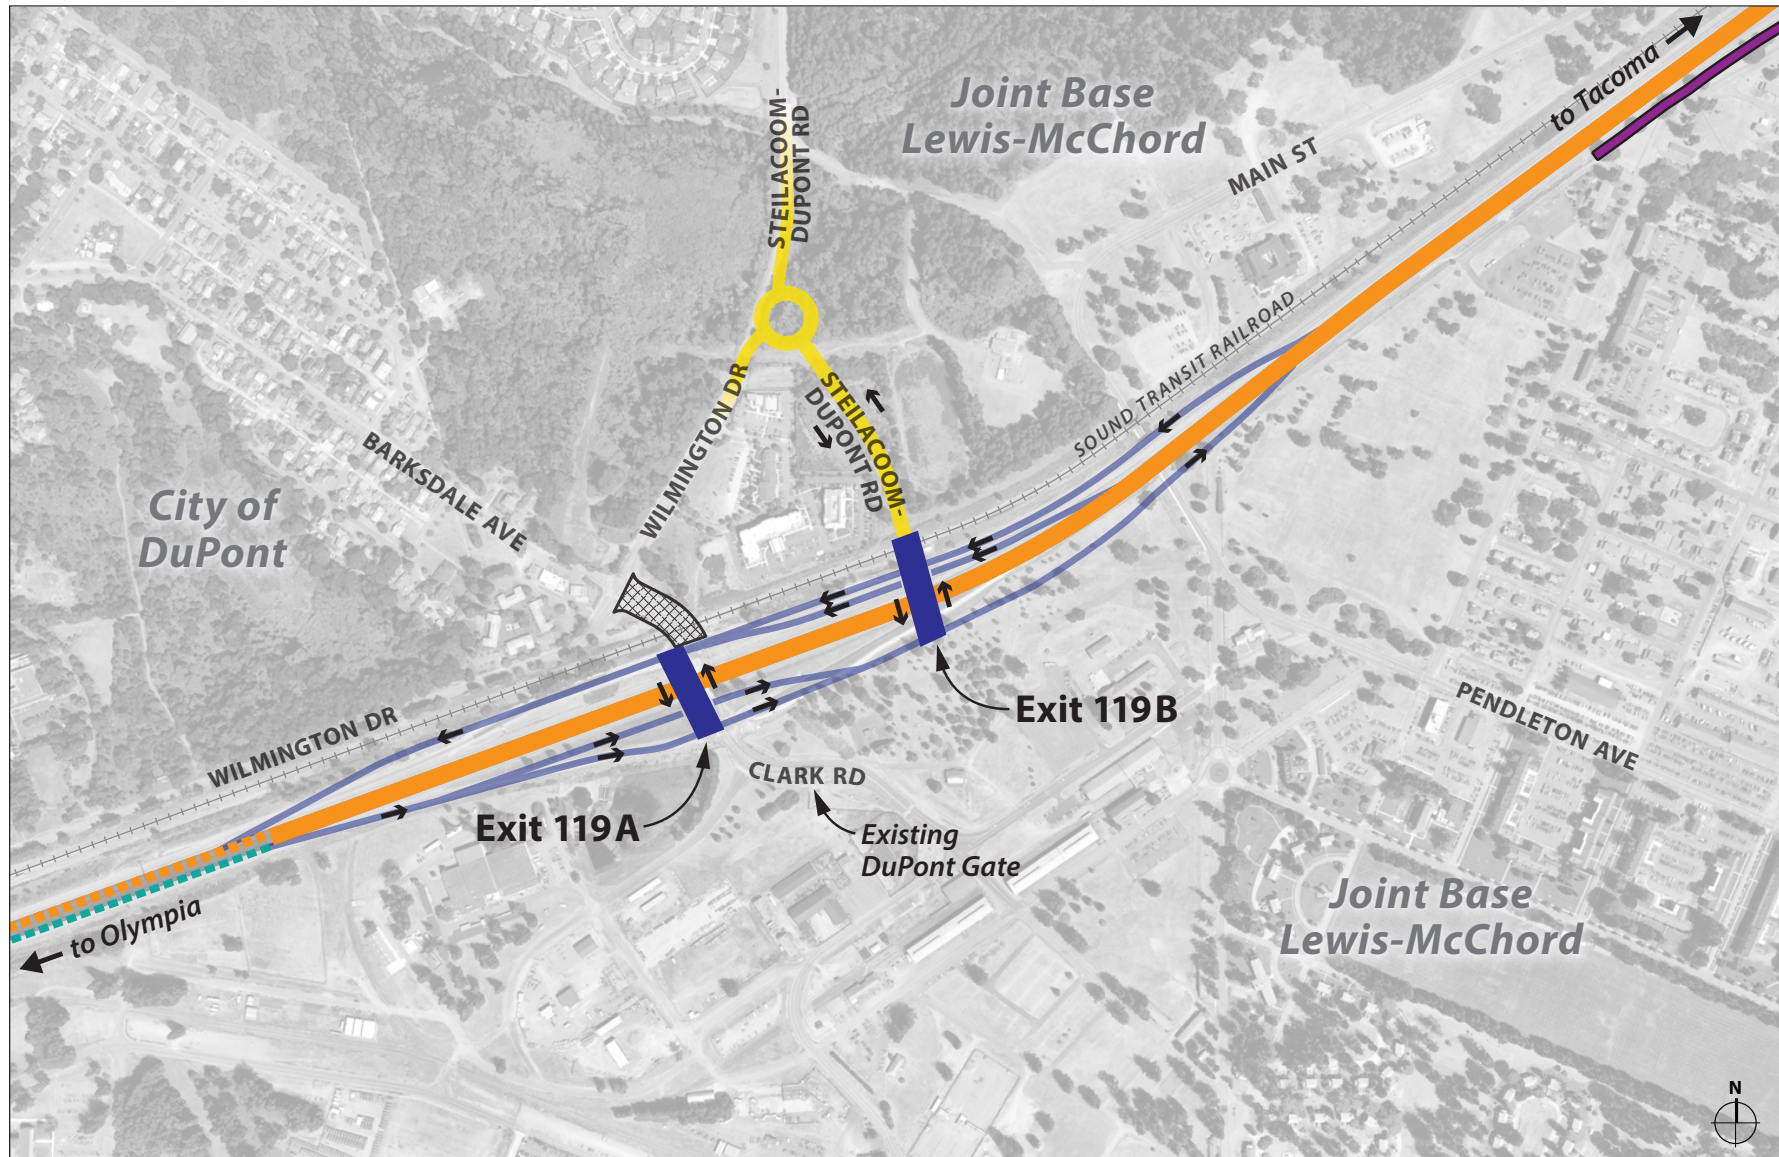 Joint Base
Lewis-McChord
to Tacoma
STEILACOOM-
DUPONT RD
MAIN ST
SOUND TRANSIT RAILROAD
WILMINGTON DR
STEILACOOM-
DUPONT RD
BARKSDALE AVE
City of
DuPont
Exit 119B
PENDLETON AVE
WILMINGTON DR
CLARK RD
Exit 119A
Existing
DuPont Gate
Joint Base
Lewis-McChord
to Olympia
N